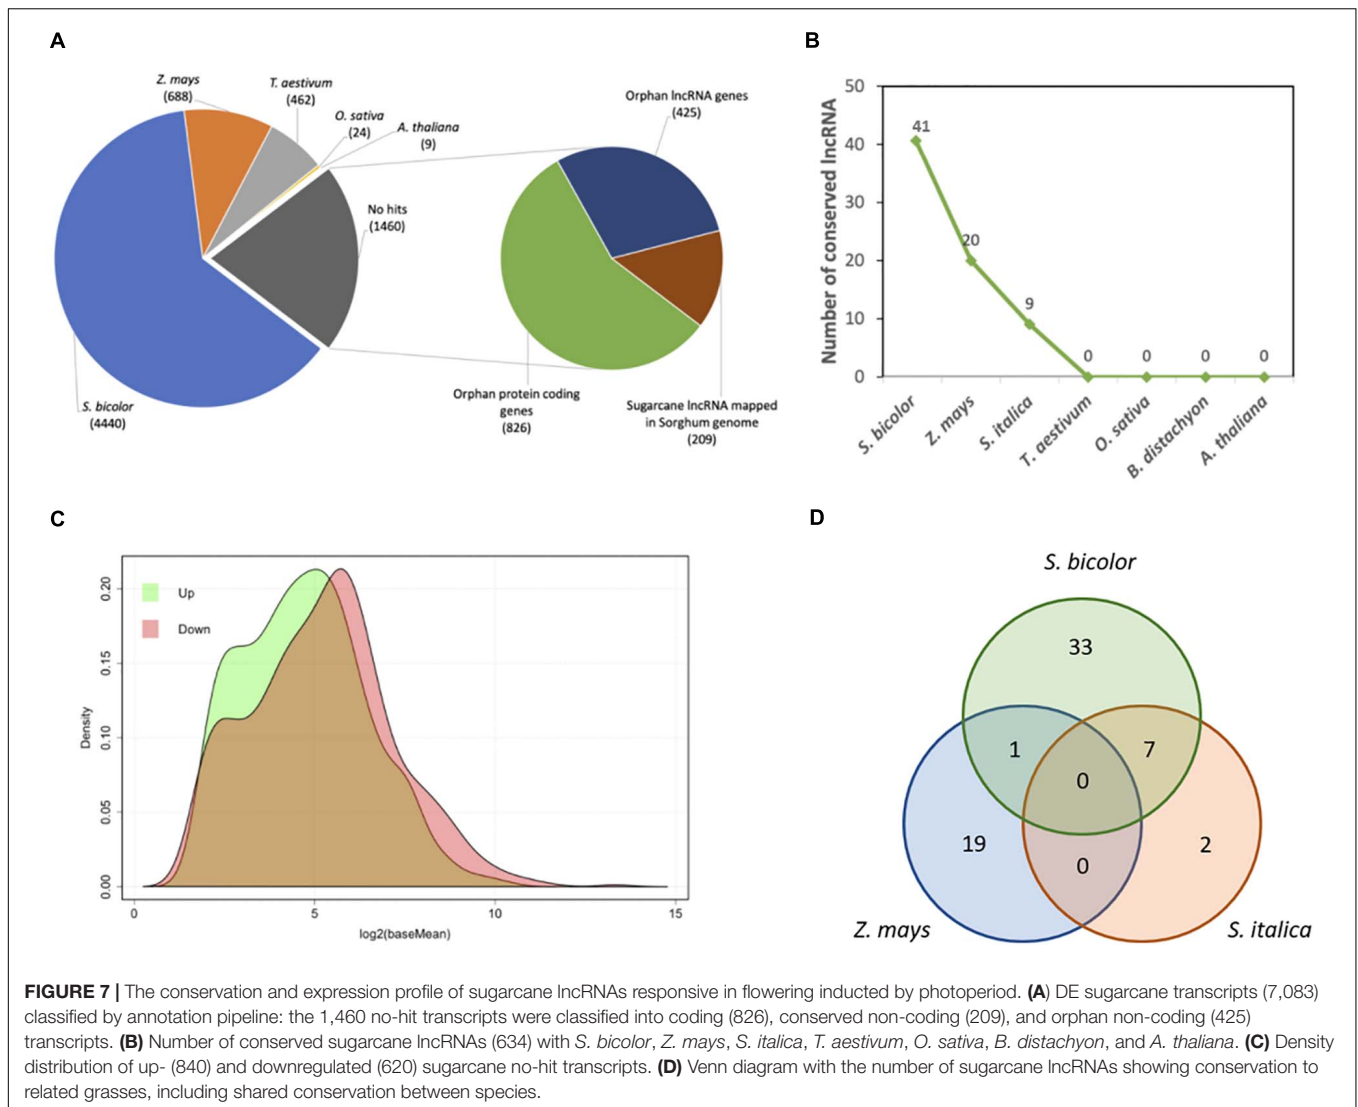 A
Z. mays
(688)
T. aestivum
(462)
O. sativa
(24)
A. thaliana
(9)
No hits
(1460)
S. bicolor
(4440)
Orphan lncRNA genes
(425)
Orphan protein coding
genes
(826)
Sugarcane lncRNA mapped
in Sorghum genome
(209)
B
Number of conserved lncRNA
50
40
30
20
10
0
41
20
9
0
0
0
0
S. bicolor
Z. mays
S. italica
T. aestivum
O. sativa
B. distachyon
A. thaliana
C
Up
Down
Density
0.20
0.15
0.10
0.05
0.00
0
5
10
15
log2(baseMean)
D
S. bicolor
33
1
7
0
19
2
0
Z. mays
S. italica
FIGURE 7 | The conservation and expression profile of sugarcane lncRNAs responsive in flowering inducted by photoperiod. (A) DE sugarcane transcripts (7,083)
classified by annotation pipeline: the 1,460 no-hit transcripts were classified into coding (826), conserved non-coding (209), and orphan non-coding (425)
transcripts. (B) Number of conserved sugarcane lncRNAs (634) with S. bicolor, Z. mays, S. italica, T. aestivum, O. sativa, B. distachyon, and A. thaliana. (C) Density
distribution of up- (840) and downregulated (620) sugarcane no-hit transcripts. (D) Venn diagram with the number of sugarcane lncRNAs showing conservation to
related grasses, including shared conservation between species.